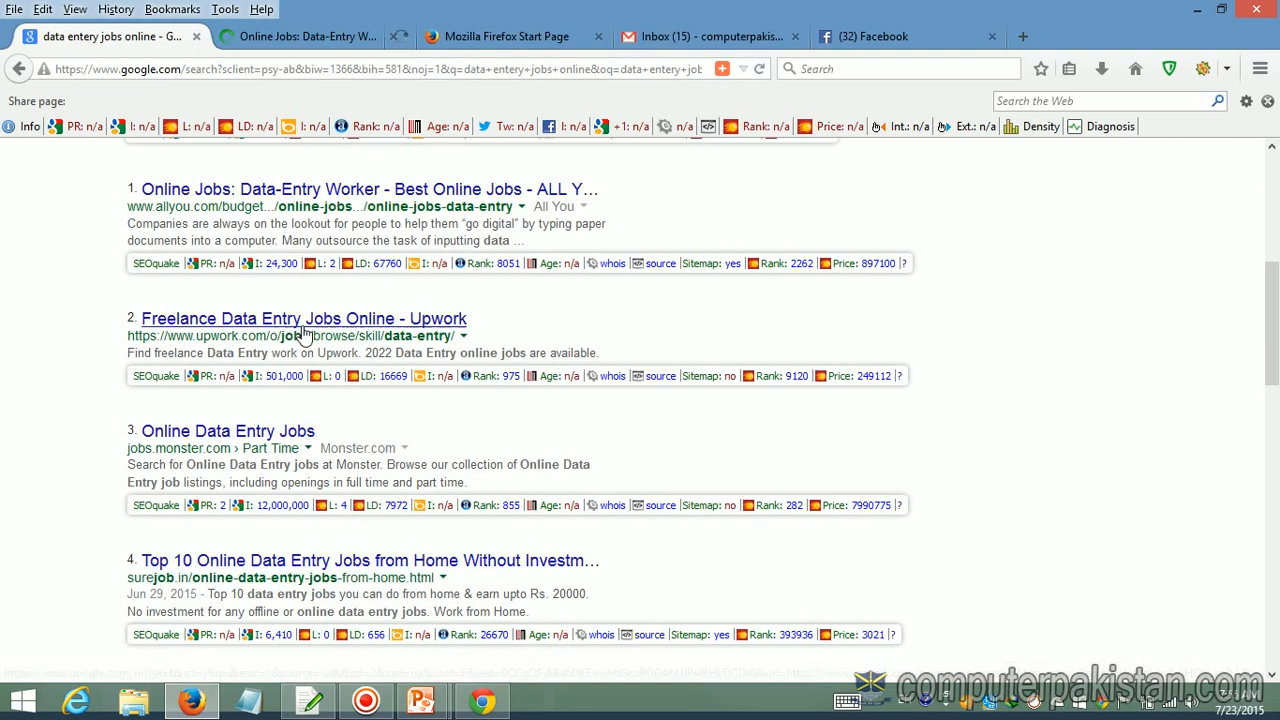 File Edit View History Bookmarks Tools Help
data entery jobs online - G... Online Jobs: Data-Entry W... Mozilla Firefox Start Page Inbox (15) - computerpakis... (32) Facebook
https://www.google.com/search?sclient=psy-ab&biw=1366&bih=581&noj=1&q=data+entery+jobs+online&oq=data+entery+job Search
Share page: Search the Web
Info PR: n/a I: n/a L: n/a LD: n/a I: n/a Rank: n/a Age: n/a Tw: n/a I: n/a +1: n/a n/a Rank: n/a Price: n/a Int.: n/a Ext.: n/a Density Diagnosis
1. Online Jobs: Data-Entry Worker - Best Online Jobs - ALL Y...
www.allyou.com/budget.../online-jobs.../online-jobs-data-entry All You
Companies are always on the lookout for people to help them “go digital” by typing paper
documents into a computer. Many outsource the task of inputting data ...
SEOquake PR: n/a I: 24,300 L: 2 LD: 67760 I: n/a Rank: 8051 Age: n/a whois source Sitemap: yes Rank: 2262 Price: 897100 ?
2. Freelance Data Entry Jobs Online - Upwork
https://www.upwork.com/o/job browse/skill/data-entry/
Find freelance Data Entry work on Upwork. 2022 Data Entry online jobs are available.
SEOquake PR: n/a I: 501,000 L: 0 LD: 16669 I: n/a Rank: 975 Age: n/a whois source Sitemap: no Rank: 9120 Price: 249112 ?
3. Online Data Entry Jobs
jobs.monster.com › Part Time Monster.com
Search for Online Data Entry jobs at Monster. Browse our collection of Online Data
Entry job listings, including openings in full time and part time.
SEOquake PR: 2 I: 12,000,000 L: 4 LD: 7972 I: n/a Rank: 855 Age: n/a whois source Sitemap: no Rank: 282 Price: 7990775 ?
4. Top 10 Online Data Entry Jobs from Home Without Investm...
surejob.in/online-data-entry-jobs-from-home.html
Jun 29, 2015 - Top 10 data entry jobs you can do from home & earn upto Rs. 20000.
No investment for any offline or online data entry jobs. Work from Home.
SEOquake PR: n/a I: 6,410 L: 0 LD: 656 I: n/a Rank: 26670 Age: n/a whois source Sitemap: yes Rank: 393936 Price: 3021 ?
computerpakistan.com
7/23/2015